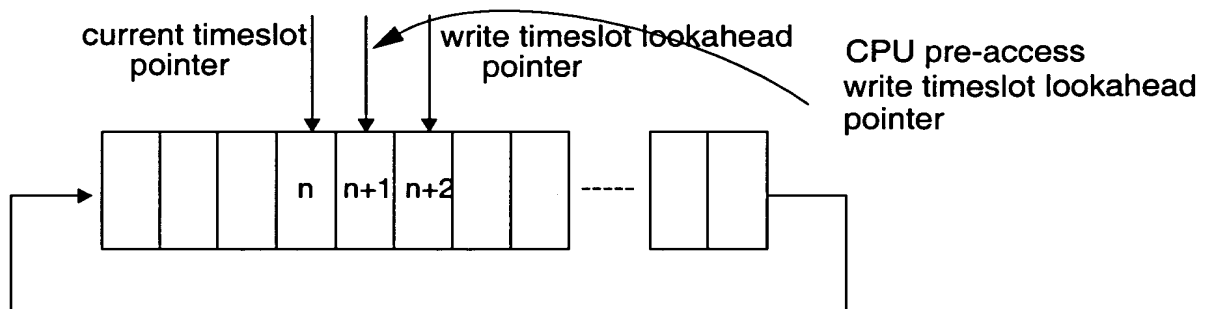 current timeslot
pointer
write timeslot lookahead
pointer
CPU pre-access
write timeslot lookahead
pointer
n
n+1
n+2